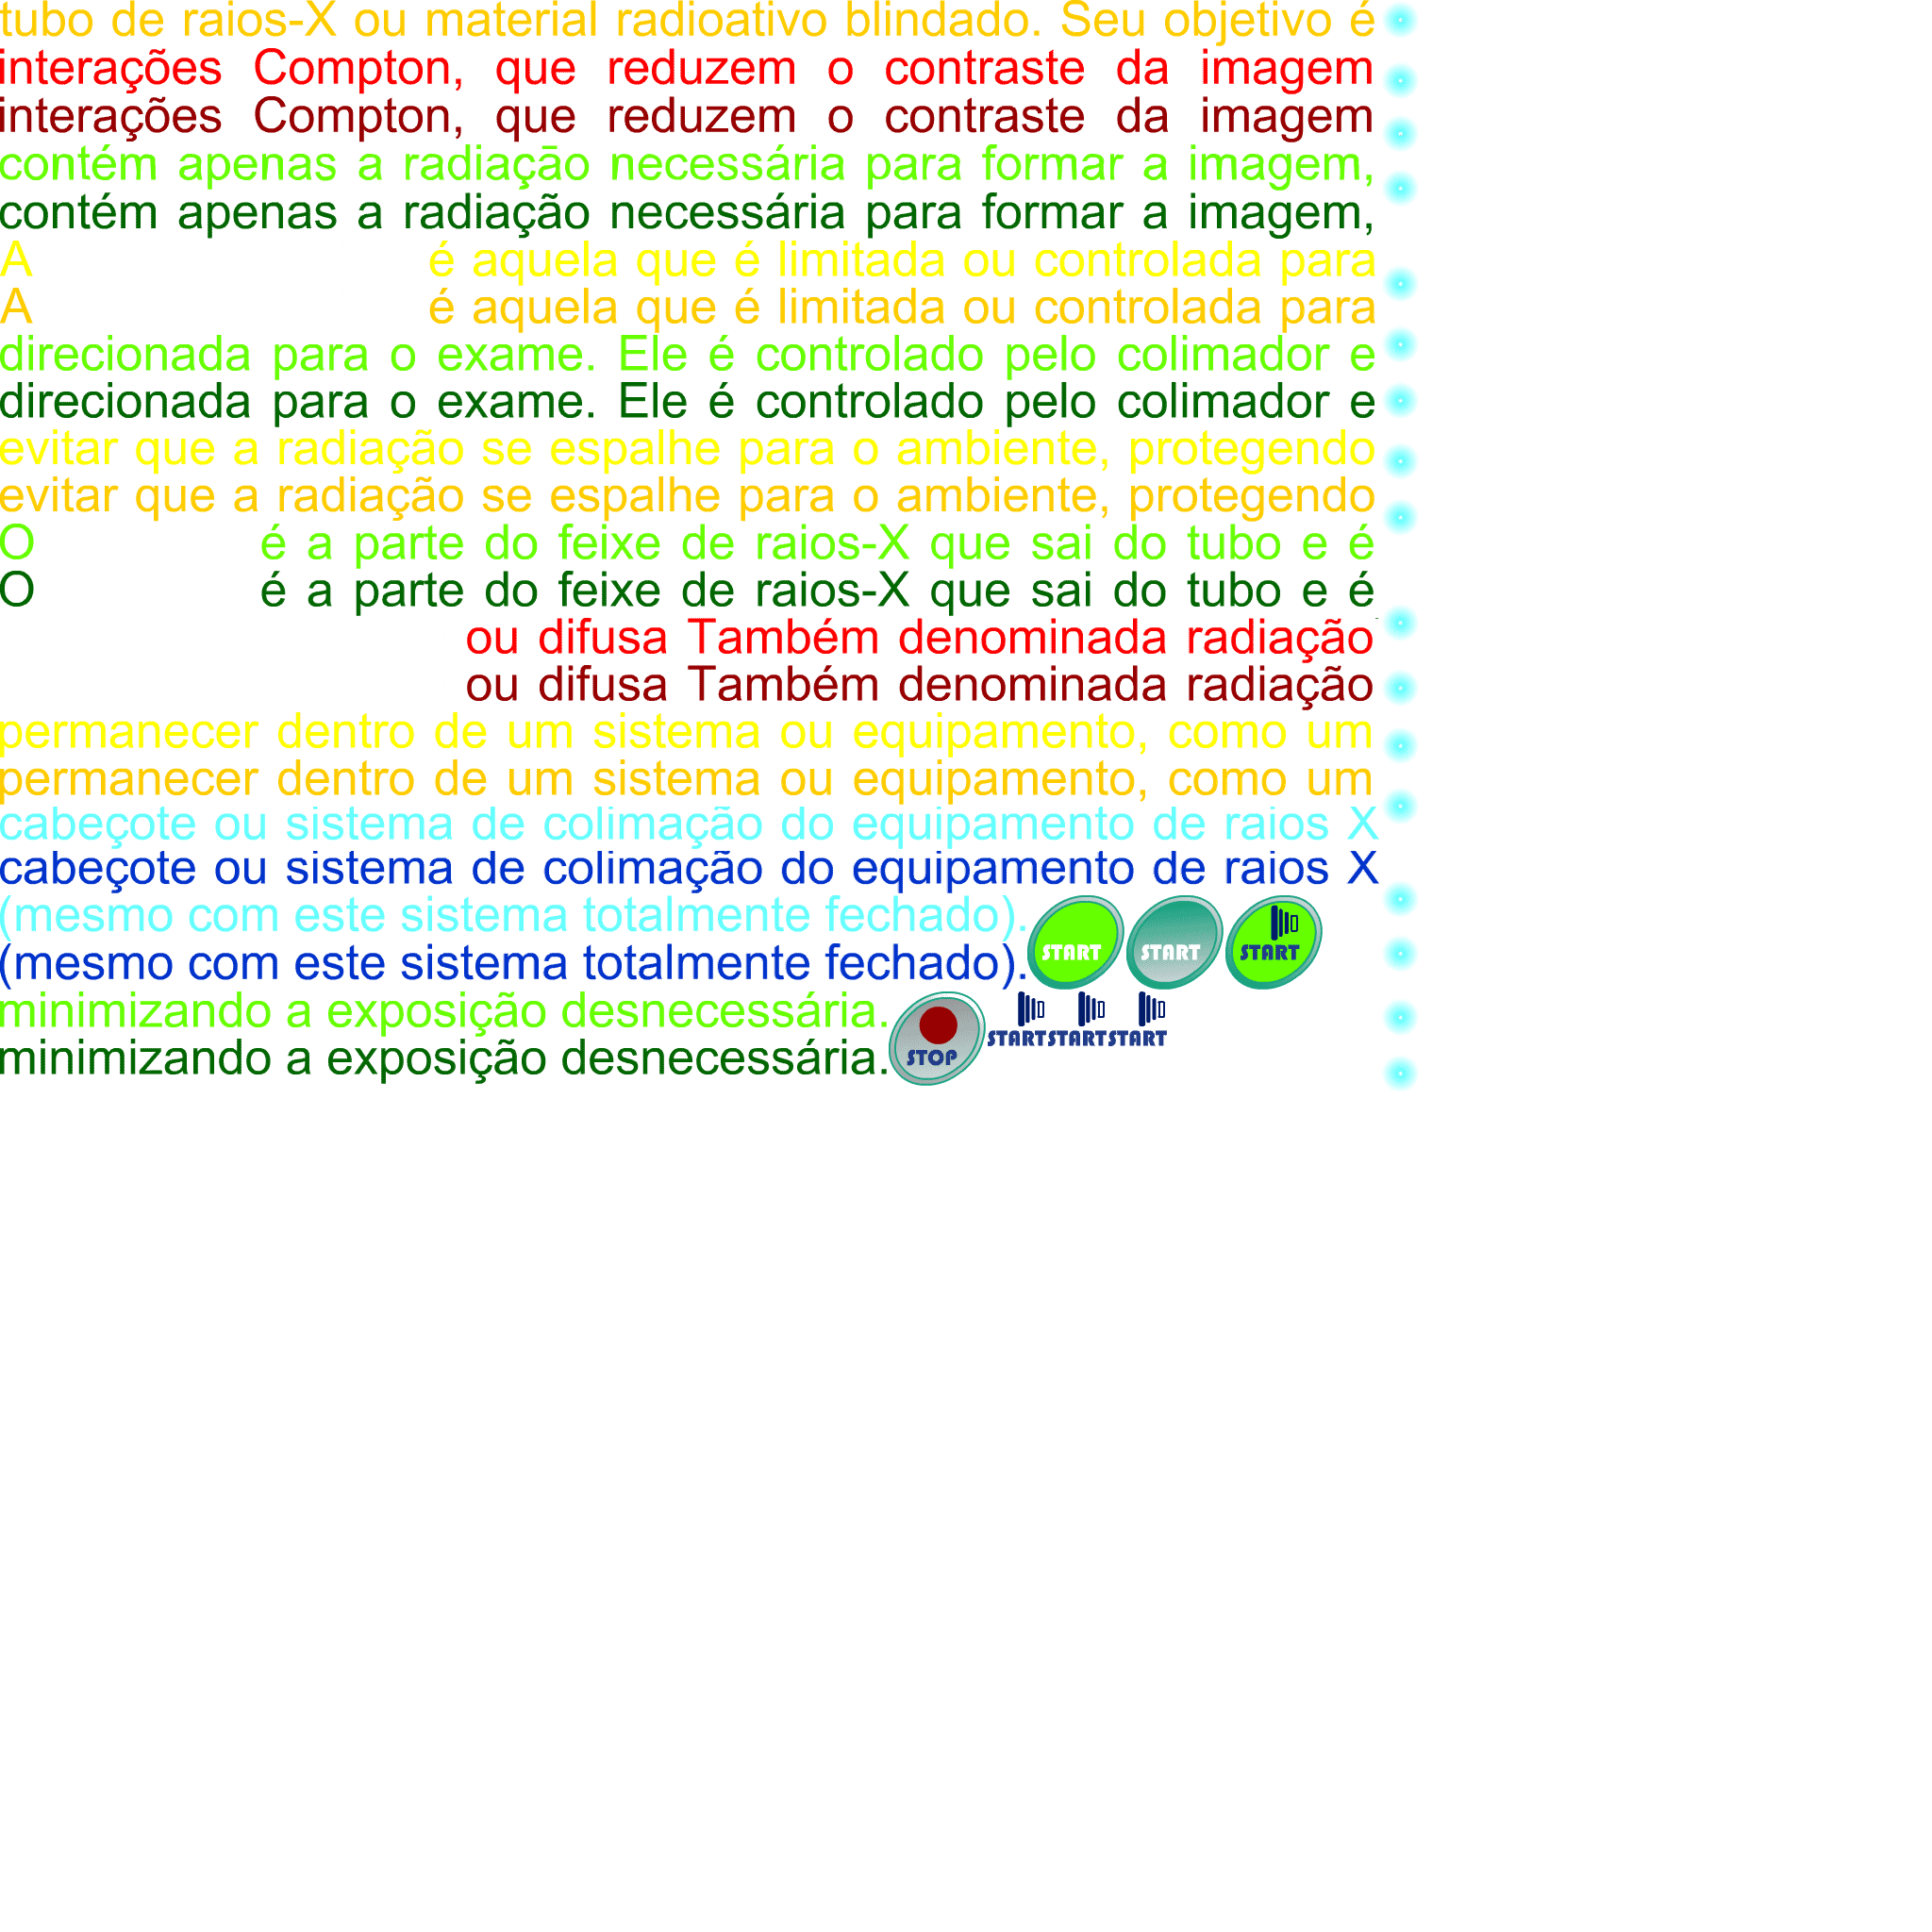 tubo de raios-X ou material radioativo blindado. Seu objetivo é
interações Compton, que reduzem o contraste da imagem
interações Compton, que reduzem o contraste da imagem
contém apenas a radiação necessária para formar a imagem,
contém apenas a radiação necessária para formar a imagem,
A é aquela que é limitada ou controlada para
A é aquela que é limitada ou controlada para
direcionada para o exame. Ele é controlado pelo colimador e
direcionada para o exame. Ele é controlado pelo colimador e
evitar que a radiação se espalhe para o ambiente, protegendo
evitar que a radiação se espalhe para o ambiente, protegendo
O é a parte do feixe de raios-X que sai do tubo e é
O é a parte do feixe de raios-X que sai do tubo e é
ou difusa Também denominada radiação
ou difusa Também denominada radiação
permanecer dentro de um sistema ou equipamento, como um
permanecer dentro de um sistema ou equipamento, como um
cabeçote ou sistema de colimação do equipamento de raios X
cabeçote ou sistema de colimação do equipamento de raios X
(mesmo com este sistema totalmente fechado).
(mesmo com este sistema totalmente fechado).
START START START
minimizando a exposição desnecessária.
minimizando a exposição desnecessária.
STOP
START START START